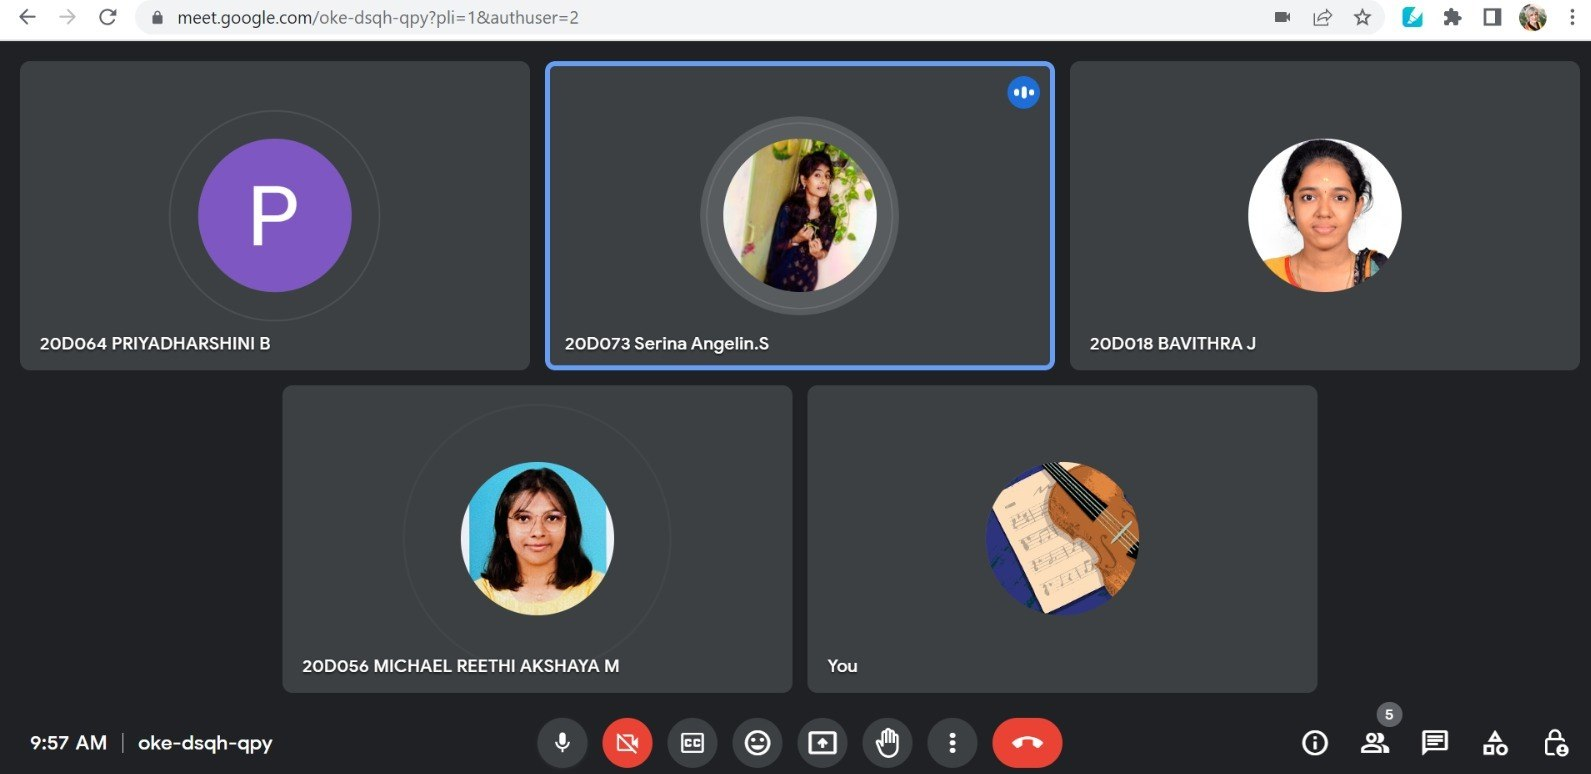 meet.google.com/oke-dsqh-qpy?pli=1&authuser=2
P
20D064 PRIYADHARSHINI B
20D073 Serina Angelin.S
20D018 BAVITHRA J
20D056 MICHAEL REETHI AKSHAYA M
You
9:57 AM | oke-dsqh-qpy
CC
5